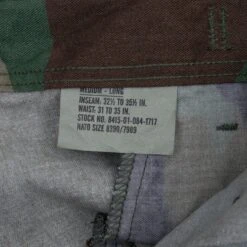 MEDIUM - LONG
INSEAM: 32½ TO 35½ IN.
WAIST: 31 TO 35 IN.
STOCK NO. 8415-01-084-1717
NATO SIZE 8390/7989